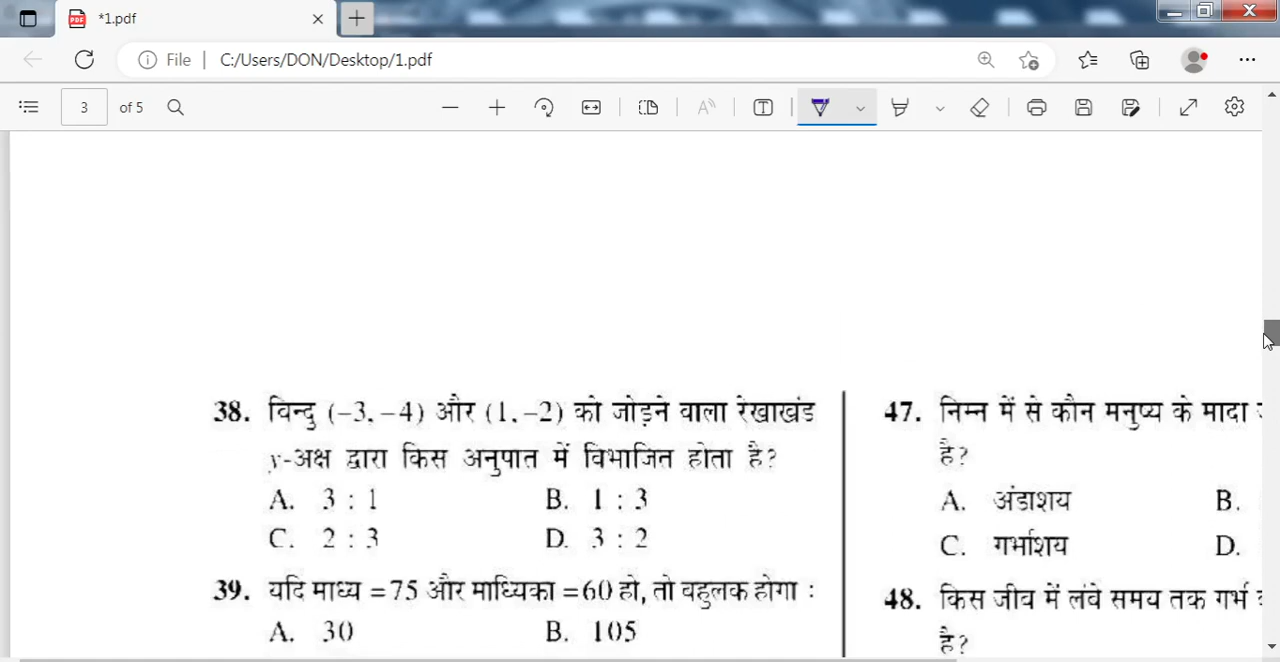 *1.pdf
File
C:/Users/DON/Desktop/1.pdf
3 of 5
38. विन्दु (–3, –4) और (1, –2) को जोड़ने वाला रेखाखंड
y-अक्ष द्वारा किस अनुपात में विभाजित होता है?
A. 3 : 1 B. 1 : 3
C. 2 : 3 D. 3 : 2
39. यदि माध्य = 75 और माध्यिका = 60 हो, तो वहुलक होगा :
A. 30 B. 105
47. निम्न में से कौन मनुष्य के मादा
है?
A. अंडाशय B.
C. गर्भाशय D.
48. किस जीव में लंवे समय तक गर्भ
है?